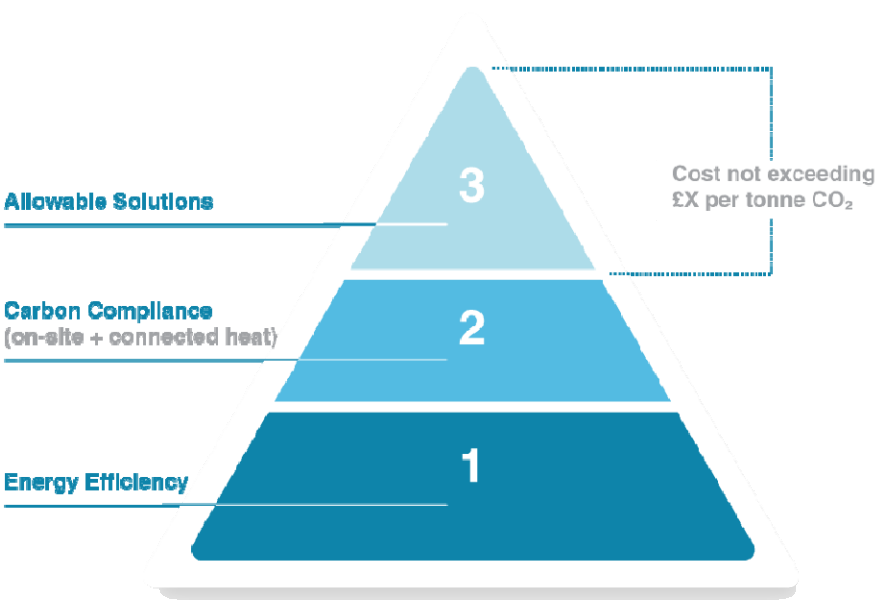 3
Cost not exceeding
£X per tonne CO₂
Allowable Solutions
Carbon Compliance
(on-site + connected heat)
2
1
Energy Efficiency